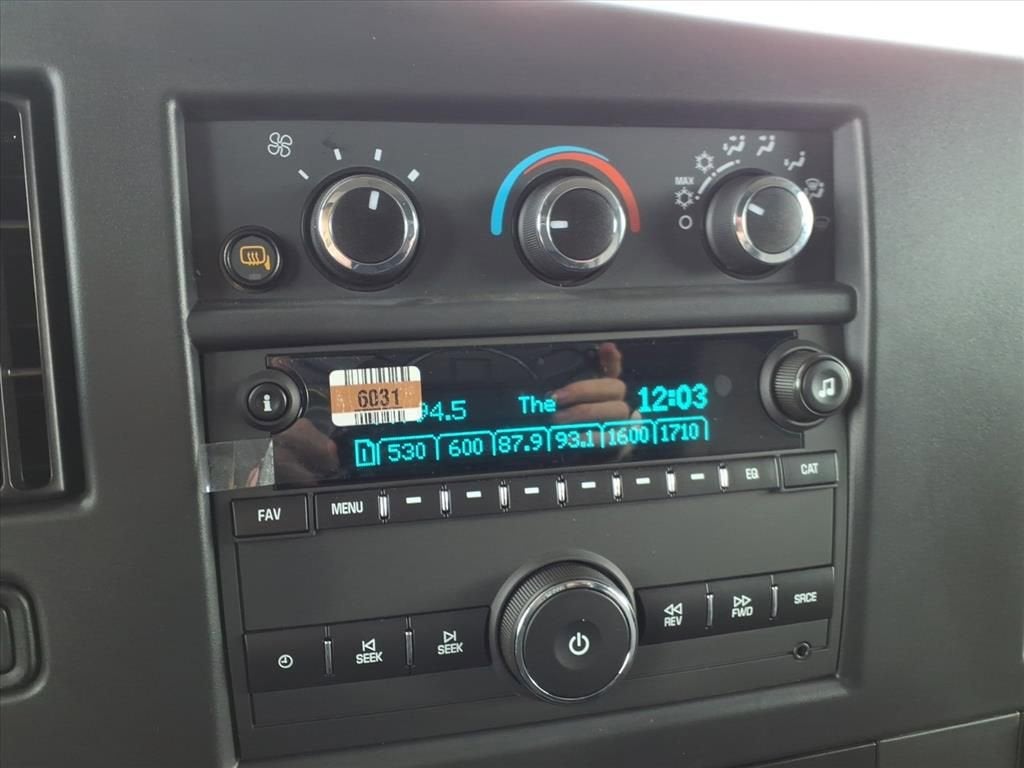 MAX
6031
94.5 The 12:03
1 530 600 87.9 93.1 1600 1710
FAV MENU EQ CAT
SEEK SEEK REV FWD SRCE